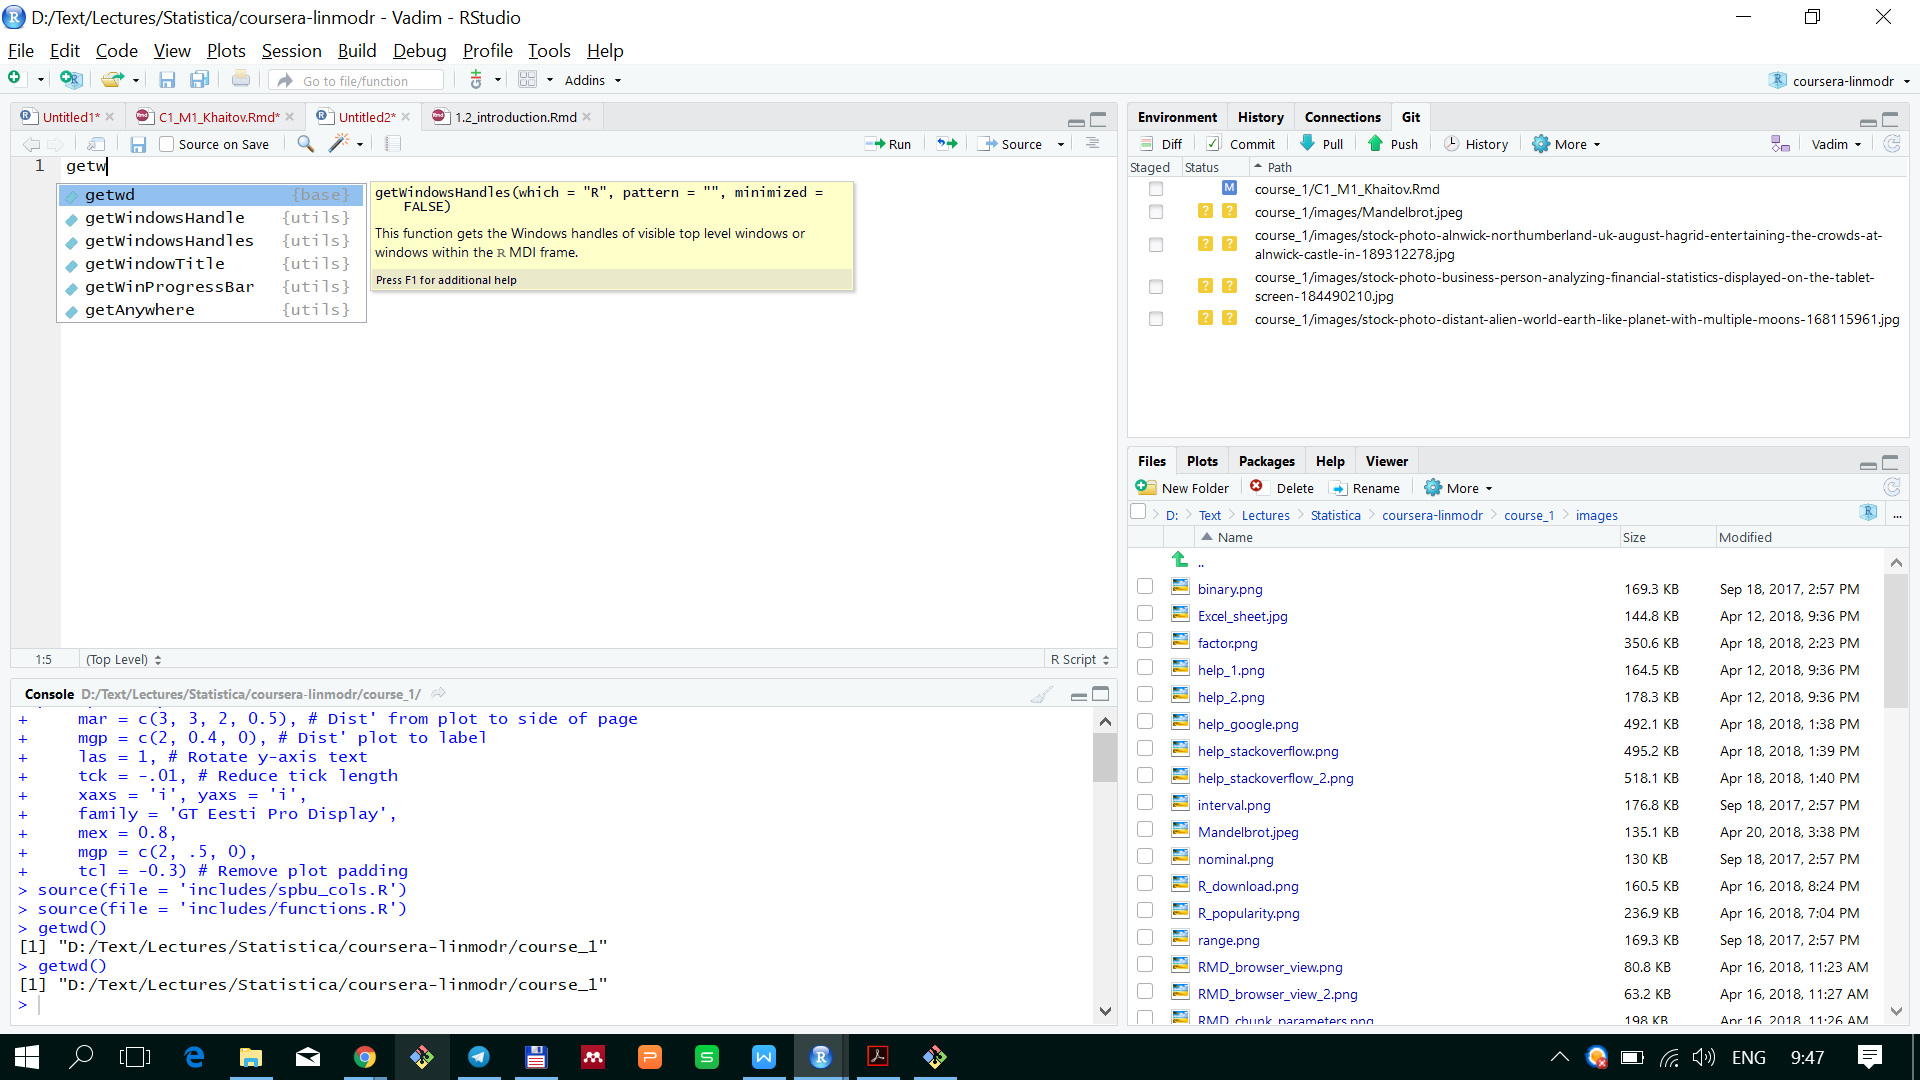 D:/Text/Lectures/Statistica/coursera-linmodr - Vadim - RStudio
File Edit Code View Plots Session Build Debug Profile Tools Help
Go to file/function Addins coursera-linmodr
Untitled1* C1_M1_Khaitov.Rmd* Untitled2* 1.2_introduction.Rmd
Source on Save Run Source
1 getw
getwd {base}
getWindowsHandle {utils}
getWindowsHandles {utils}
getWindowTitle {utils}
getWinProgressBar {utils}
getAnywhere {utils}
getWindowsHandles(which = "R", pattern = "", minimized =
FALSE)
This function gets the Windows handles of visible top level windows or
windows within the R MDI frame.
Press F1 for additional help
1:5 (Top Level) R Script
Console D:/Text/Lectures/Statistica/coursera-linmodr/course_1/
+ mar = c(3, 3, 2, 0.5), # Dist' from plot to side of page
+ mgp = c(2, 0.4, 0), # Dist' plot to label
+ las = 1, # Rotate y-axis text
+ tck = -.01, # Reduce tick length
+ xaxs = 'i', yaxs = 'i',
+ family = 'GT Eesti Pro Display',
+ mex = 0.8,
+ mgp = c(2, .5, 0),
+ tcl = -0.3) # Remove plot padding
> source(file = 'includes/spbu_cols.R')
> source(file = 'includes/functions.R')
> getwd()
[1] "D:/Text/Lectures/Statistica/coursera-linmodr/course_1"
> getwd()
[1] "D:/Text/Lectures/Statistica/coursera-linmodr/course_1"
>
Environment History Connections Git
Diff Commit Pull Push History More Vadim
Staged Status Path
M course_1/C1_M1_Khaitov.Rmd
? ? course_1/images/Mandelbrot.jpeg
? ? course_1/images/stock-photo-alnwick-northumberland-uk-august-hagrid-entertaining-the-crowds-at-
alnwick-castle-in-189312278.jpg
? ? course_1/images/stock-photo-business-person-analyzing-financial-statistics-displayed-on-the-tablet-
screen-184490210.jpg
? ? course_1/images/stock-photo-distant-alien-world-earth-like-planet-with-multiple-moons-168115961.jpg
Files Plots Packages Help Viewer
New Folder Delete Rename More
D: Text Lectures Statistica coursera-linmodr course_1 images ...
Name Size Modified
..
binary.png 169.3 KB Sep 18, 2017, 2:57 PM
Excel_sheet.jpg 144.8 KB Apr 12, 2018, 9:36 PM
factor.png 350.6 KB Apr 18, 2018, 2:23 PM
help_1.png 164.5 KB Apr 12, 2018, 9:36 PM
help_2.png 178.3 KB Apr 12, 2018, 9:36 PM
help_google.png 492.1 KB Apr 18, 2018, 1:38 PM
help_stackoverflow.png 495.2 KB Apr 18, 2018, 1:39 PM
help_stackoverflow_2.png 518.1 KB Apr 18, 2018, 1:40 PM
interval.png 176.8 KB Sep 18, 2017, 2:57 PM
Mandelbrot.jpeg 135.1 KB Apr 20, 2018, 3:38 PM
nominal.png 130 KB Sep 18, 2017, 2:57 PM
R_download.png 160.5 KB Apr 16, 2018, 8:24 PM
R_popularity.png 236.9 KB Apr 16, 2018, 7:04 PM
range.png 169.3 KB Sep 18, 2017, 2:57 PM
RMD_browser_view.png 80.8 KB Apr 16, 2018, 11:23 AM
RMD_browser_view_2.png 63.2 KB Apr 16, 2018, 11:27 AM
RMD_chunk_parameters.png 198 KB Apr 16, 2018, 11:26 AM
ENG 9:47